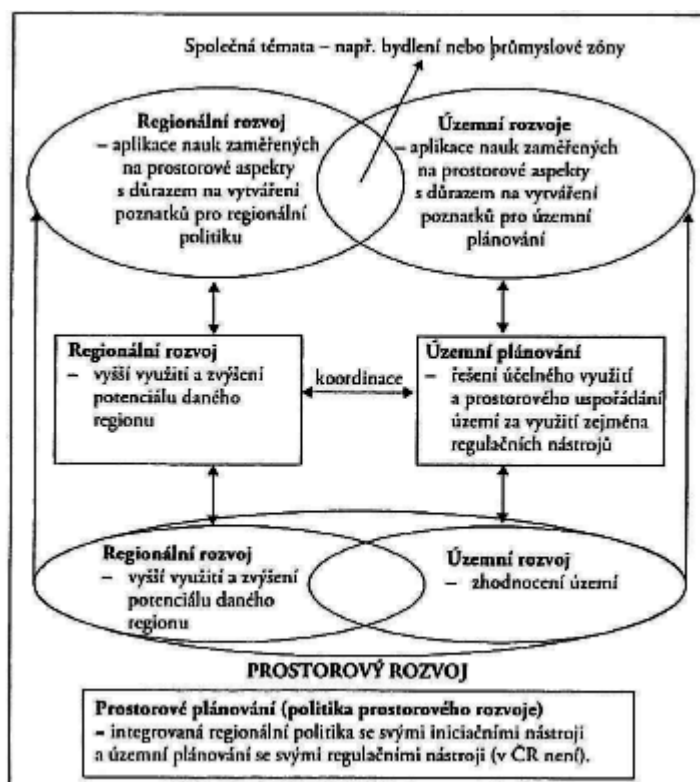 Společná témata – např. bydlení nebo průmyslové zóny
Regionální rozvoj
– aplikace nauk zaměřených
na prostorové aspekty
s důrazem na vytváření
poznatků pro regionální
politiku
Územní rozvoje
– aplikace nauk zaměřených
na prostorové aspekty
s důrazem na vytváření
poznatků pro územní
plánování
Regionální rozvoj
– vyšší využití a zvýšení
potenciálu daného
regionu
koordinace
Územní plánování
– řešení účelného využití
a prostorového uspořádání
území za využití zejména
regulačních nástrojů
Regionální rozvoj
– vyšší využití a zvýšení
potenciálu daného
regionu
Územní rozvoj
– zhodnocení území
PROSTOROVÝ ROZVOJ
Prostorové plánování (politika prostorového rozvoje)
– integrovaná regionální politika se svými iniciačními nástroji
a územní plánování se svými regulačními nástroji (v ČR není).